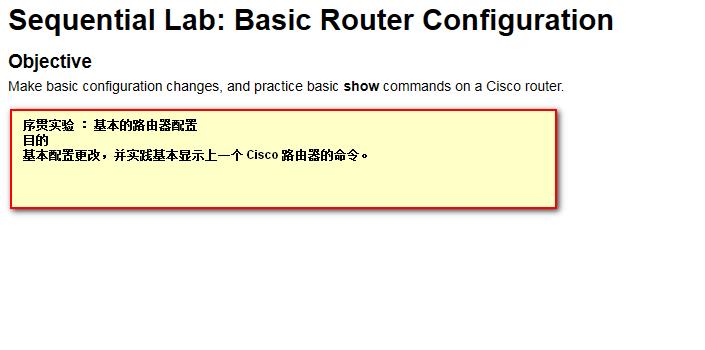 Sequential Lab: Basic Router Configuration
Objective
Make basic configuration changes, and practice basic show commands on a Cisco router.
序贯实验 ：基本的路由器配置
目的
基本配置更改，并实践基本显示上一个 Cisco 路由器的命令。